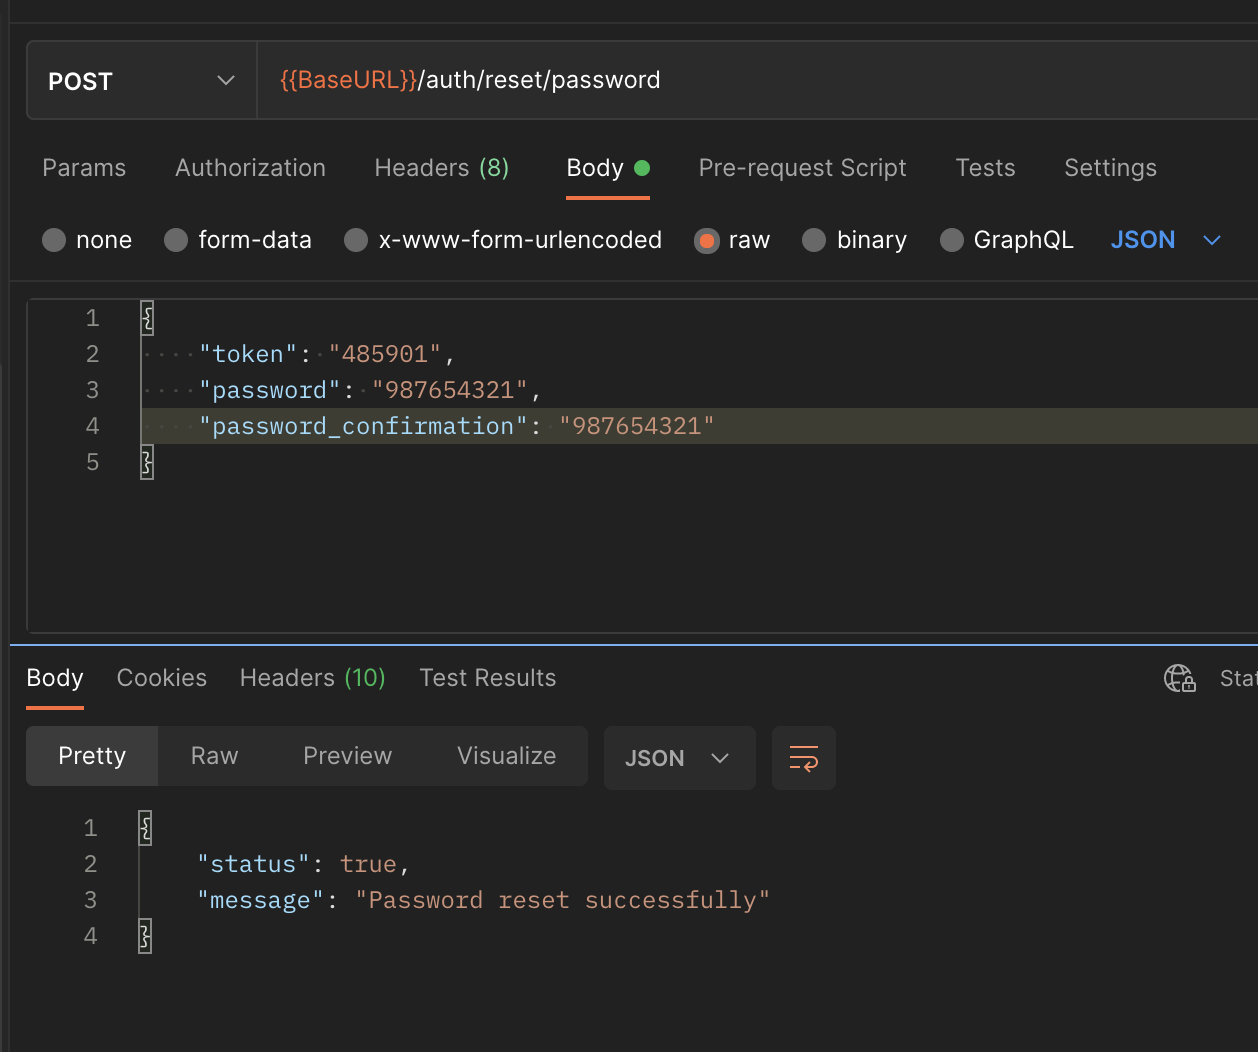 POST {{BaseURL}}/auth/reset/password
Params Authorization Headers (8) Body Pre-request Script Tests Settings
none form-data x-www-form-urlencoded raw binary GraphQL JSON
1 {
2 "token": "485901",
3 "password": "987654321",
4 "password_confirmation": "987654321"
5 }
Body Cookies Headers (10) Test Results
Pretty Raw Preview Visualize JSON
1 {
2 "status": true,
3 "message": "Password reset successfully"
4 }